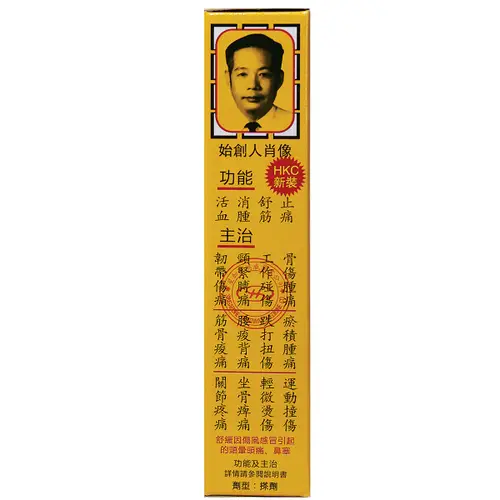 始創人肖像
功能
HKC
新裝
活血
消腫
舒筋
止痛
主治
韌帶傷痛
頸緊膊痛
工作碰傷
骨傷腫痛
筋骨痠痛
腰痠背痛
跌打扭傷
瘀積腫痛
關節疼痛
坐骨痺痛
輕微燙傷
運動撞傷
舒緩因傷風感冒引起
的頭暈頭痛，鼻塞
功能及主治
詳情請參閱說明書
劑型：搽劑